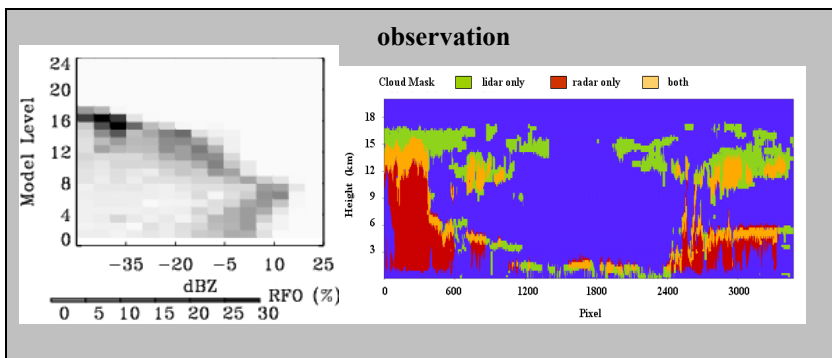 observation
24
20
16
12
8
4
0
Model Level
−35 −20 −5 10 25
dBZ
RFO (%)
0 5 10 15 20 25 30
Cloud Mask lidar only radar only both
18
15
12
9
6
3
Height (km)
0 600 1200 1800 2400 3000
Pixel